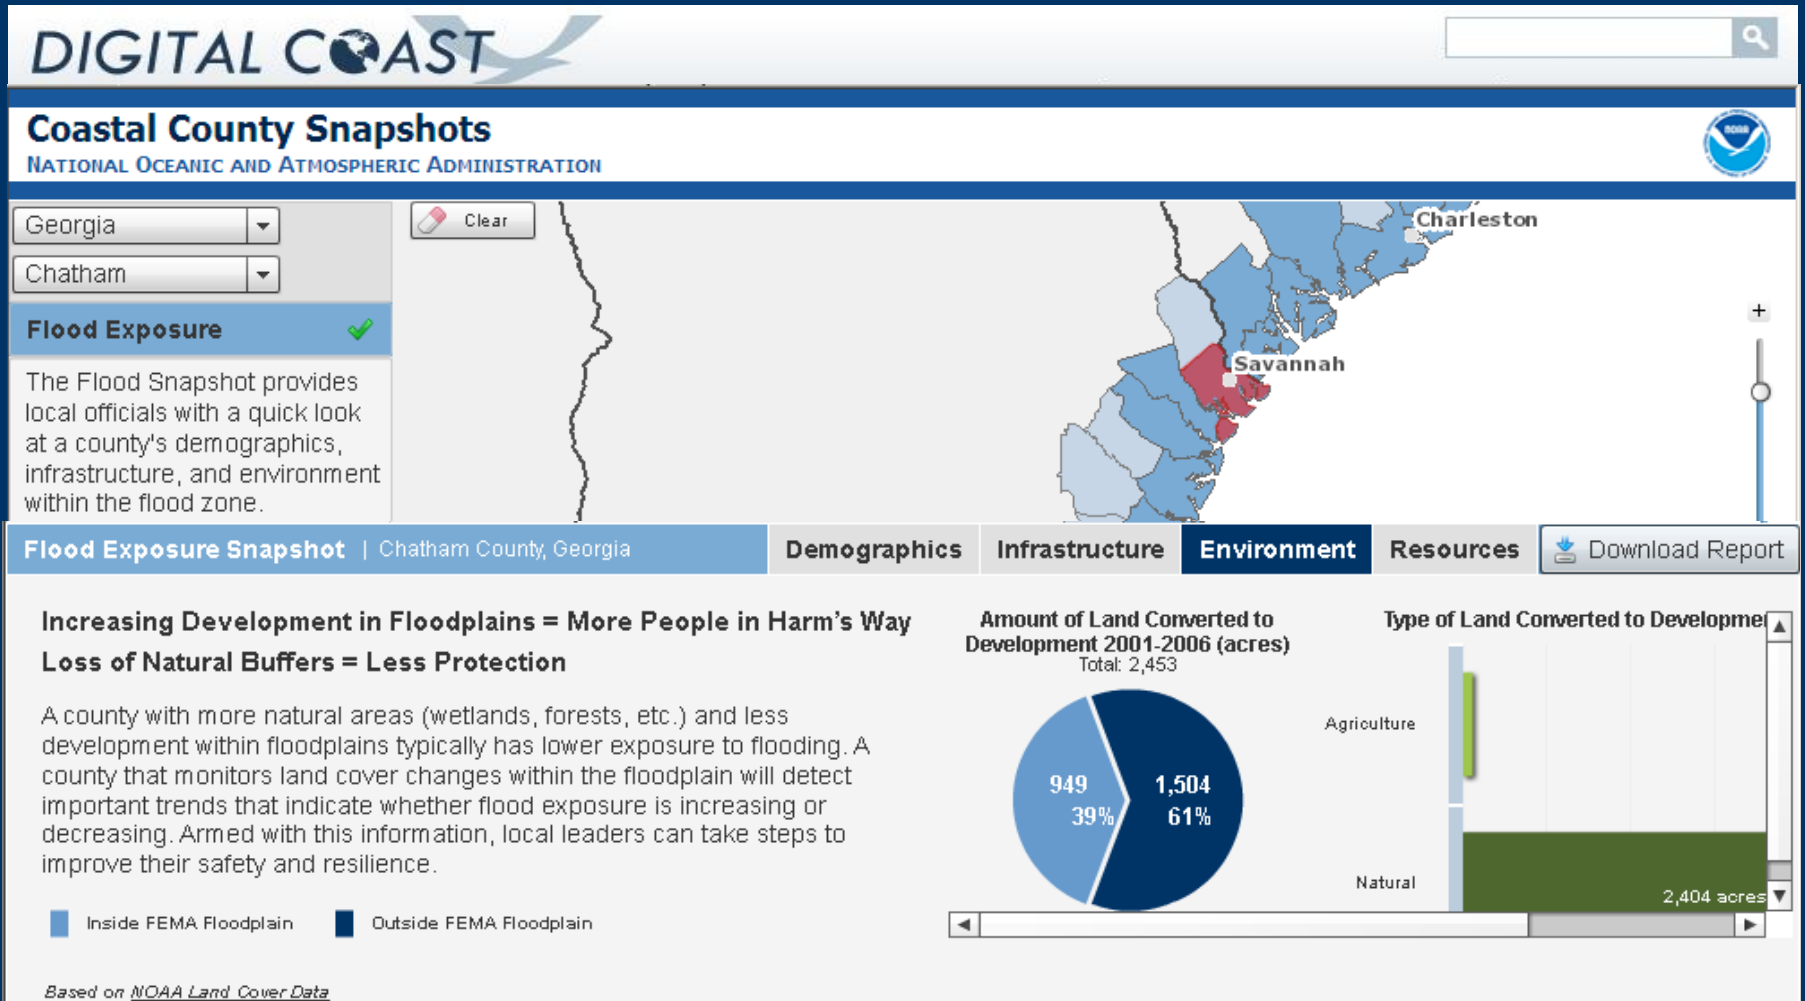 DIGITAL COAST
Coastal County Snapshots
NATIONAL OCEANIC AND ATMOSPHERIC ADMINISTRATION
NOAA
Georgia
Chatham
Clear
Charleston
Savannah
+
Flood Exposure
The Flood Snapshot provides
local officials with a quick look
at a county's demographics,
infrastructure, and environment
within the flood zone.
Flood Exposure Snapshot | Chatham County, Georgia
Demographics
Infrastructure
Environment
Resources
Download Report
Increasing Development in Floodplains = More People in Harm's Way
Loss of Natural Buffers = Less Protection
A county with more natural areas (wetlands, forests, etc.) and less
development within floodplains typically has lower exposure to flooding. A
county that monitors land cover changes within the floodplain will detect
important trends that indicate whether flood exposure is increasing or
decreasing. Armed with this information, local leaders can take steps to
improve their safety and resilience.
Inside FEMA Floodplain
Outside FEMA Floodplain
Based on NOAA Land Cover Data
Amount of Land Converted to
Development 2001-2006 (acres)
Total: 2,453
949
39%
1,504
61%
Type of Land Converted to Developme
Agriculture
Natural
2,404 acres